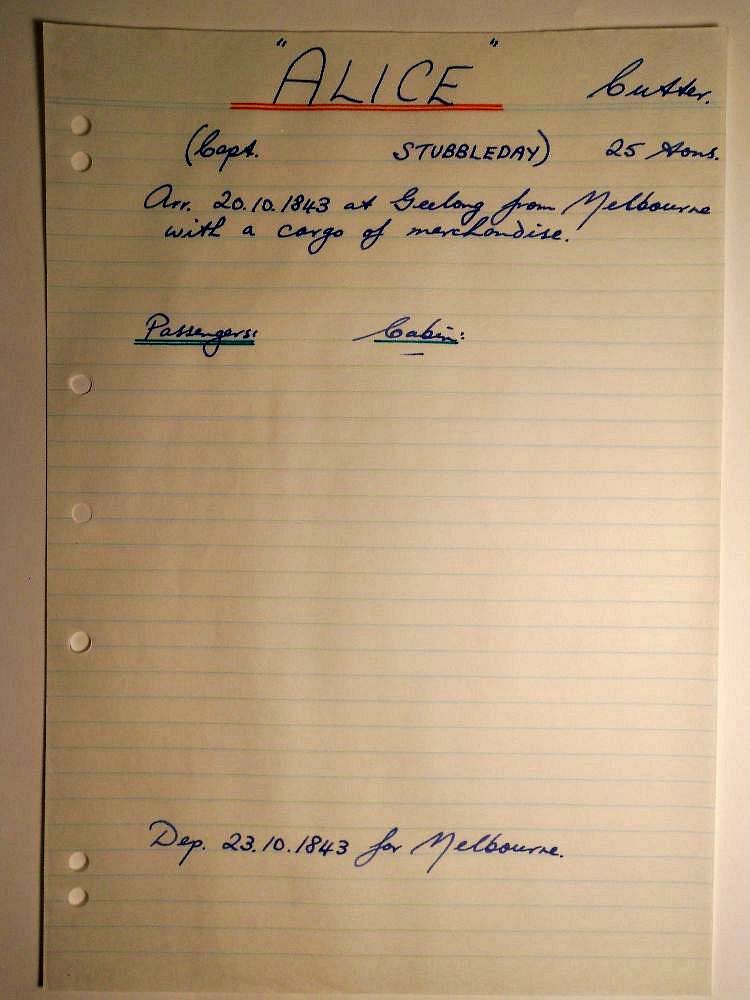 "ALICE" Cutter.
(Capt. STUBBLEDAY) 25 tons.
Arr. 20.10.1843 at Geelong from Melbourne
with a cargo of merchandise.
Passengers: Cabin:
Dep. 23.10.1843 for Melbourne.